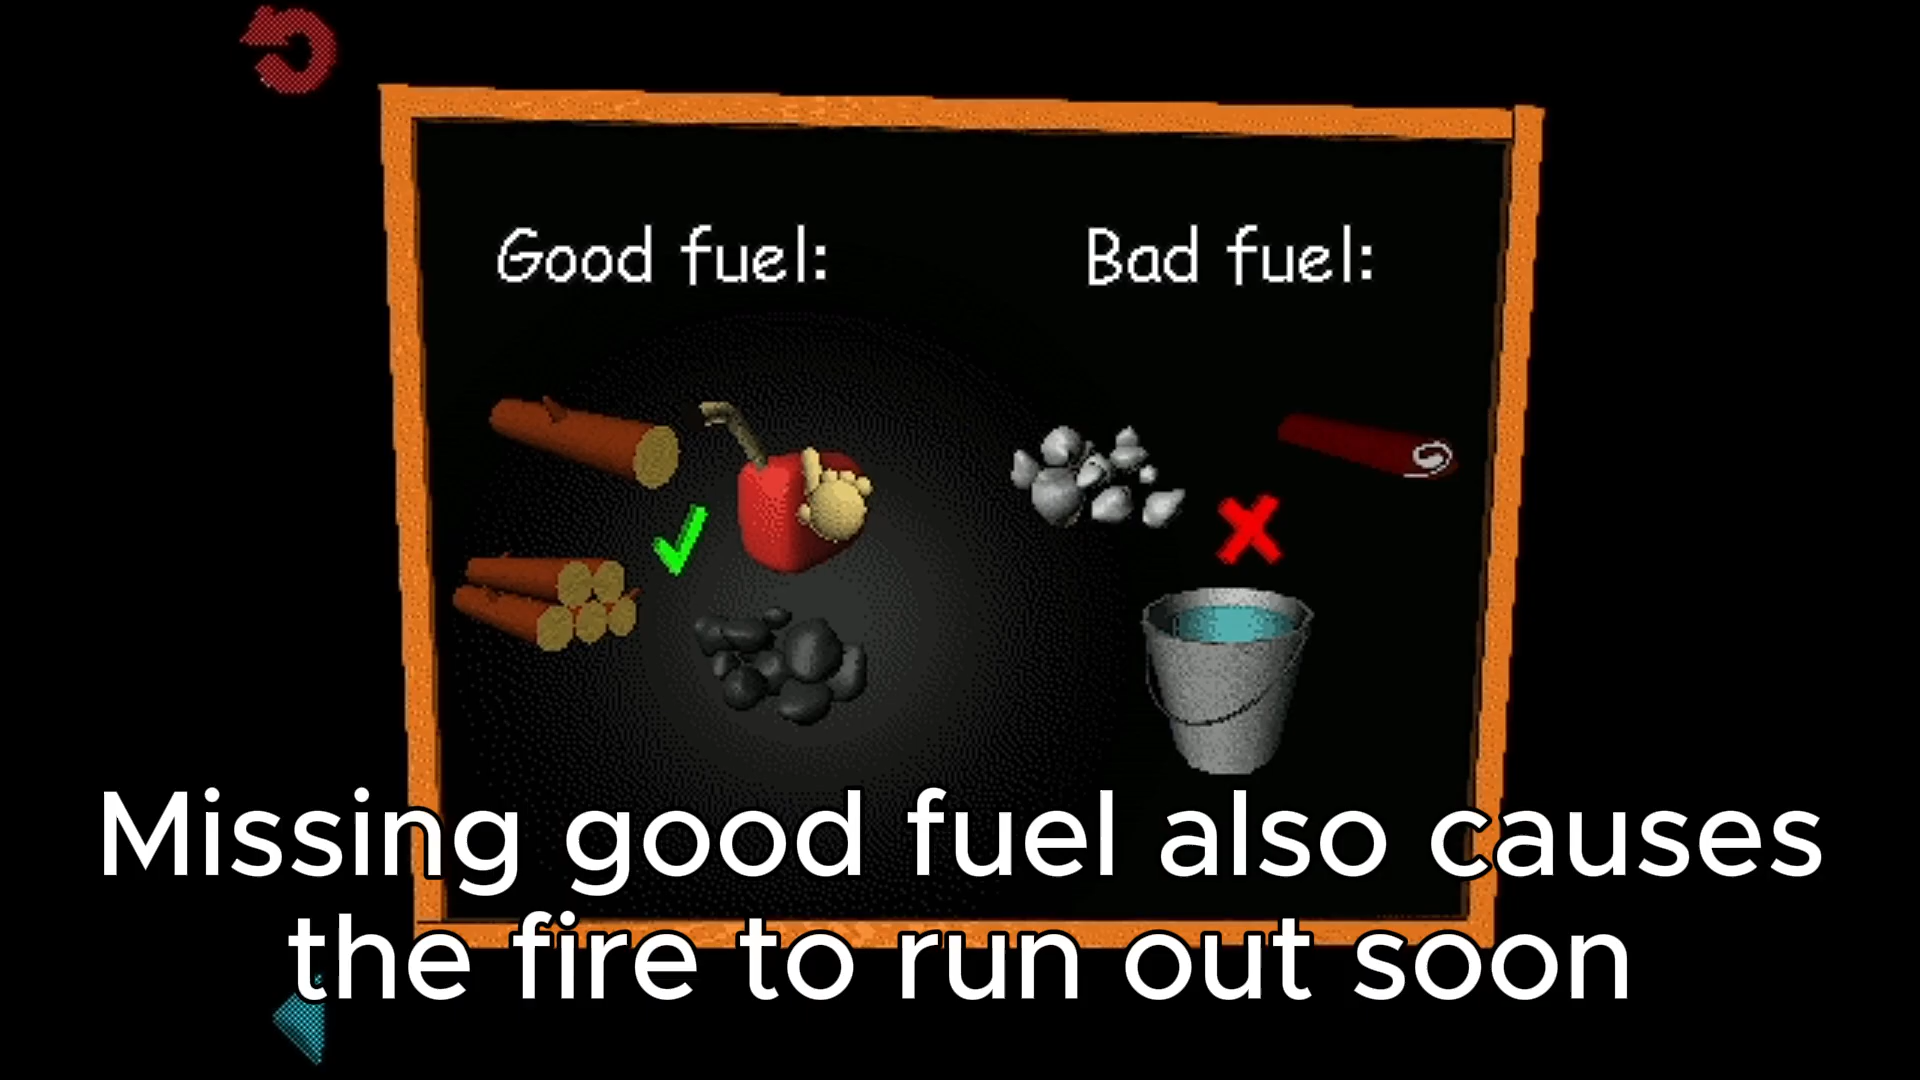 Good fuel:
Bad fuel:
Missing good fuel also causes
the fire to run out soon